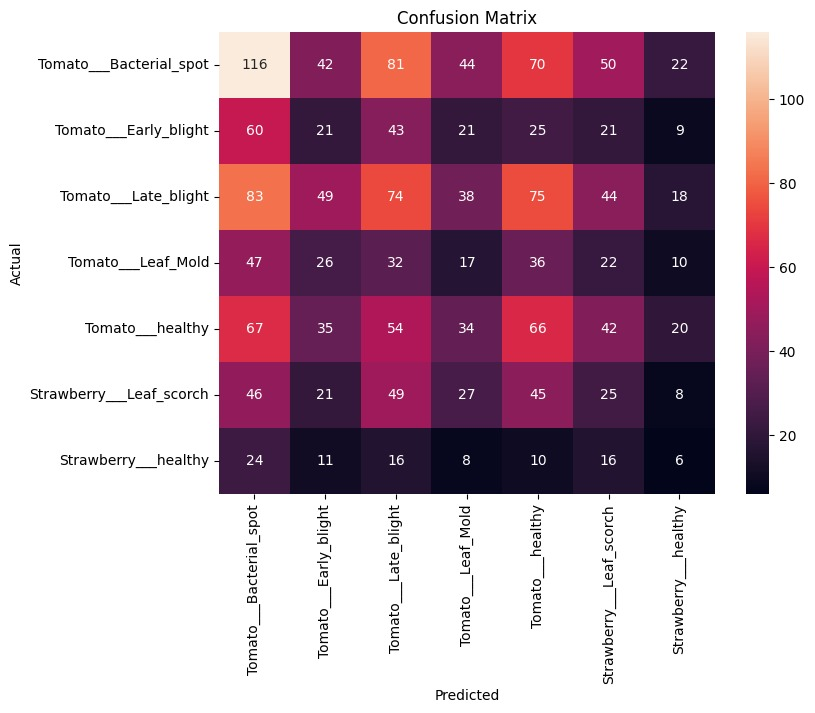 Confusion Matrix
Tomato___Bacterial_spot 116 42 81 44 70 50 22
Tomato___Early_blight 60 21 43 21 25 21 9
Tomato___Late_blight 83 49 74 38 75 44 18
Tomato___Leaf_Mold 47 26 32 17 36 22 10
Tomato___healthy 67 35 54 34 66 42 20
Strawberry___Leaf_scorch 46 21 49 27 45 25 8
Strawberry___healthy 24 11 16 8 10 16 6
Actual
Tomato___Bacterial_spot
Tomato___Early_blight
Tomato___Late_blight
Tomato___Leaf_Mold
Tomato___healthy
Strawberry___Leaf_scorch
Strawberry___healthy
Predicted
100
80
60
40
20